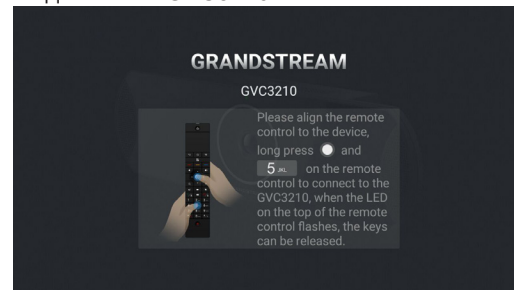 GRANDSTREAM
GVC3210
Please align the remote
control to the device,
long press and
5 JKL on the remote
control to connect to the
GVC3210, when the LED
on the top of the remote
control flashes, the keys
can be released.